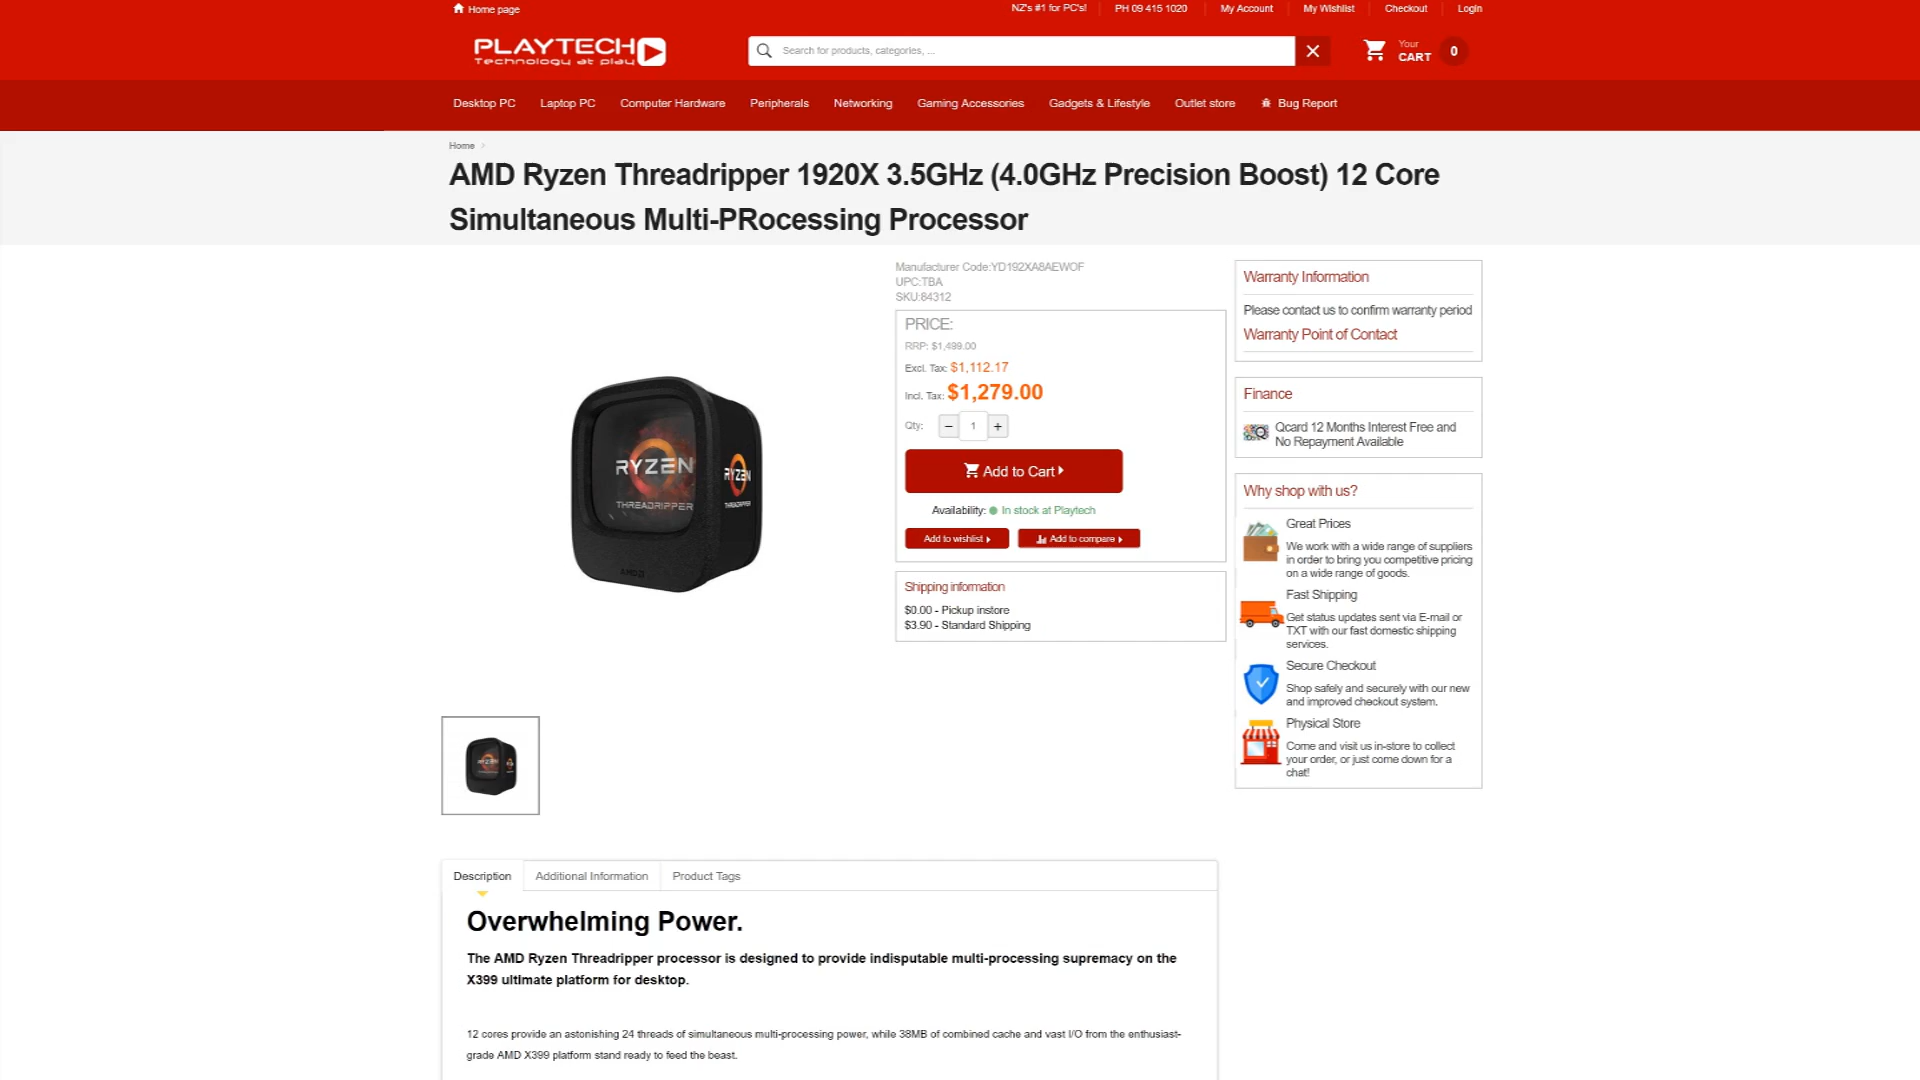 Home page
NZ's #1 for PC's!
PH 09 415 1020
My Account
My Wishlist
Checkout
Login
PLAYTECH
Technology at play
Search for products, categories, ...
Your
CART
0
Desktop PC
Laptop PC
Computer Hardware
Peripherals
Networking
Gaming Accessories
Gadgets & Lifestyle
Outlet store
Bug Report
Home
AMD Ryzen Threadripper 1920X 3.5GHz (4.0GHz Precision Boost) 12 Core
Simultaneous Multi-PRocessing Processor
RYZEN
THREADRIPPER
RYZEN
THREADRIPPER
AMD
Manufacturer Code:YD192XA8AEWOF
UPC:TBA
SKU:84312
PRICE:
RRP: $1,499.00
Excl. Tax: $1,112.17
Incl. Tax: $1,279.00
Qty:
1
Add to Cart
Availability: In stock at Playtech
Add to wishlist
Add to compare
Shipping information
$0.00 - Pickup instore
$3.90 - Standard Shipping
Warranty Information
Please contact us to confirm warranty period
Warranty Point of Contact
Finance
Qcard 12 Months Interest Free and
No Repayment Available
Why shop with us?
Great Prices
We work with a wide range of suppliers
in order to bring you competitive pricing
on a wide range of goods.
Fast Shipping
Get status updates sent via E-mail or
TXT with our fast domestic shipping
services.
Secure Checkout
Shop safely and securely with our new
and improved checkout system.
Physical Store
Come and visit us in-store to collect
your order, or just come down for a
chat!
Description
Additional Information
Product Tags
Overwhelming Power.
The AMD Ryzen Threadripper processor is designed to provide indisputable multi-processing supremacy on the
X399 ultimate platform for desktop.
12 cores provide an astonishing 24 threads of simultaneous multi-processing power, while 38MB of combined cache and vast I/O from the enthusiast-
grade AMD X399 platform stand ready to feed the beast.